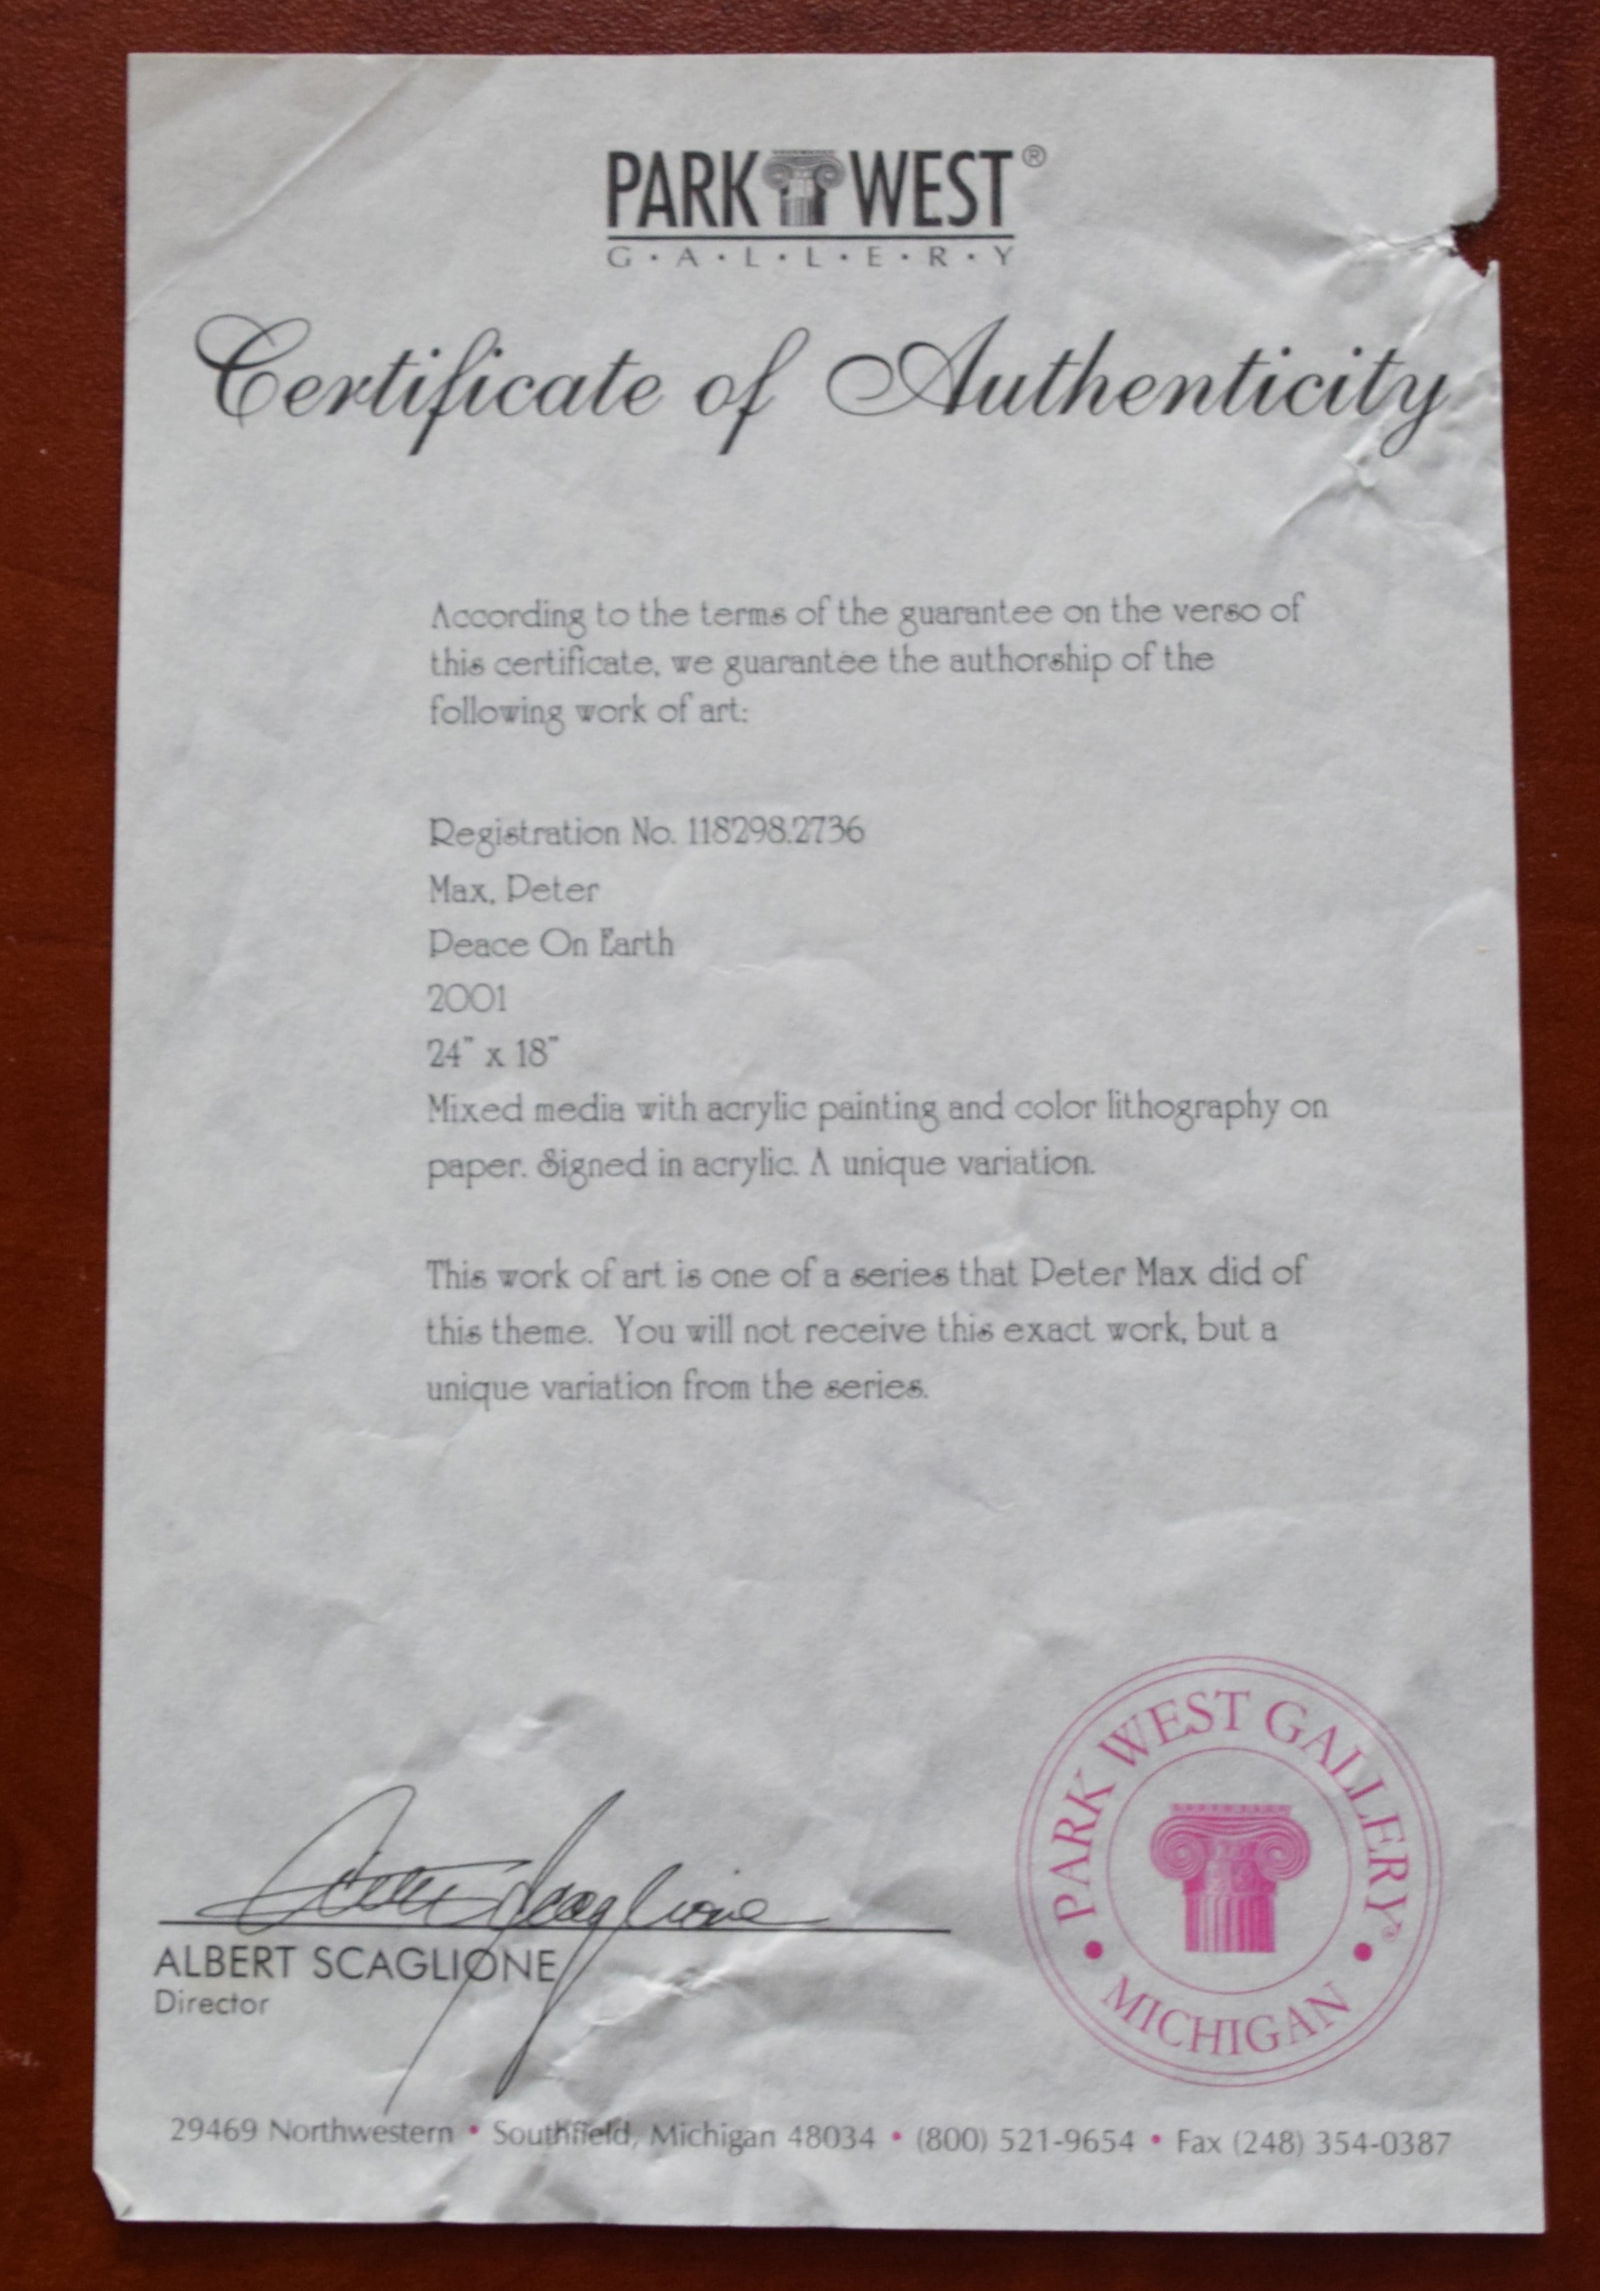 PARK WEST®
G·A·L·L·E·R·Y
Certificate of Authenticity
According to the terms of the guarantee on the verso of
this certificate, we guarantee the authorship of the
following work of art:
Registration No. 118298.2736
Max, Peter
Peace On Earth
2001
24" x 18"
Mixed media with acrylic painting and color lithography on
paper. Signed in acrylic. A unique variation.
This work of art is one of a series that Peter Max did of
this theme. You will not receive this exact work, but a
unique variation from the series.
PARK WEST GALLERY®
• MICHIGAN •
Albert Scaglione
ALBERT SCAGLIONE
Director
29469 Northwestern • Southfield, Michigan 48034 • (800) 521-9654 • Fax (248) 354-0387